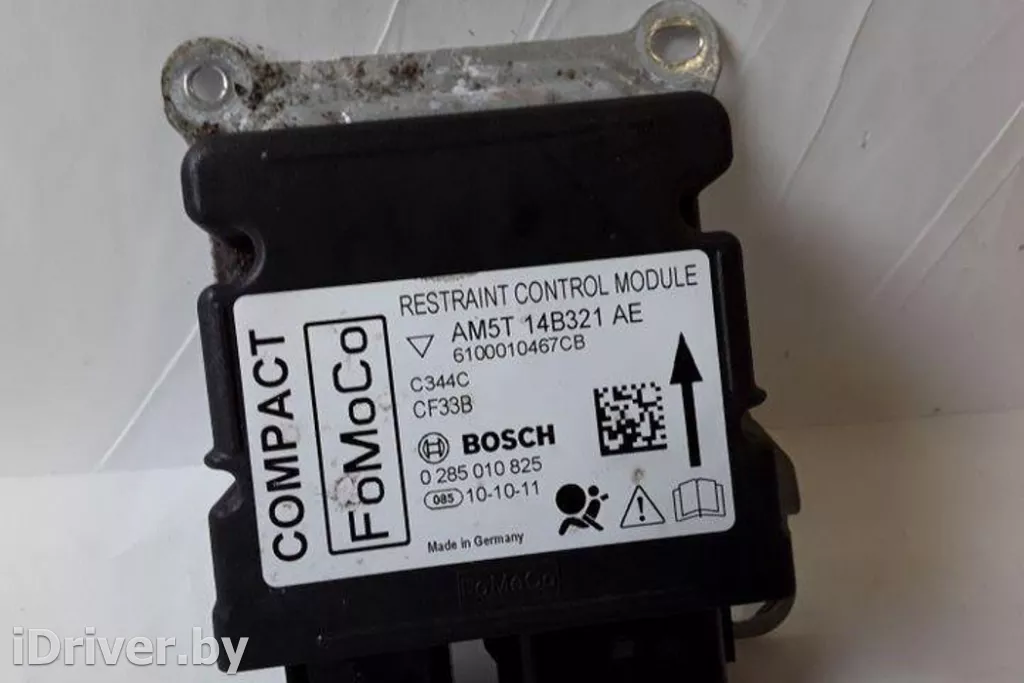 COMPACT
FoMoCo
RESTRAINT CONTROL MODULE
AM5T 14B321 AE
6100010467CB
C344C
CF33B
BOSCH
0 285 010 825
085 10-10-11
Made in Germany
FoMoCo
iDriver.by